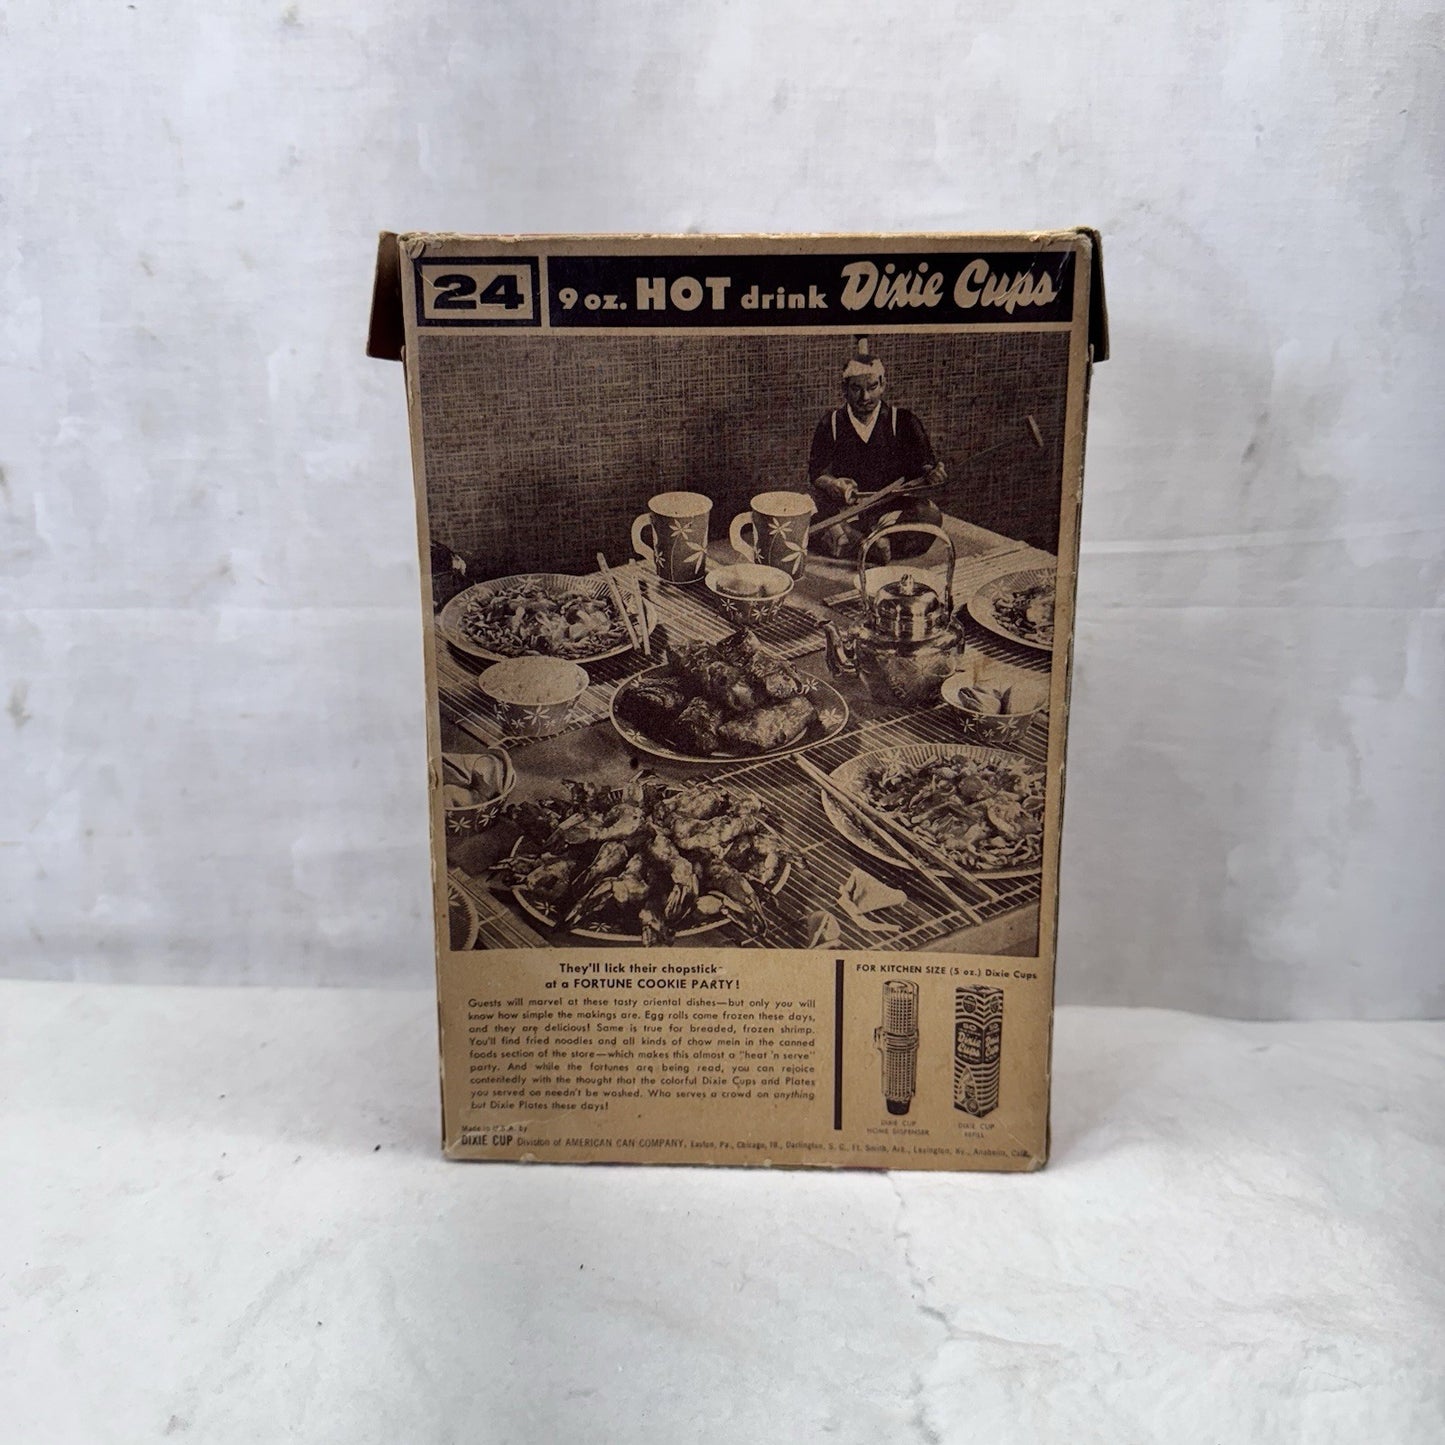 24
9 oz. HOT drink Dixie Cups
They'll lick their chopstick
at a FORTUNE COOKIE PARTY!
Guests will marvel at these tasty oriental dishes—but only you will
know how simple the makings are. Egg rolls come frozen these days,
and they are delicious! Same is true for breaded, frozen shrimp.
You'll find fried noodles and all kinds of chow mein in the canned
foods section of the store—which makes this almost a "heat 'n serve"
party. And while the fortunes are being read, you can rejoice
contentedly with the thought that the colorful Dixie Cups and Plates
you served on needn't be washed. Who serves a crowd on anything
but Dixie Plates these days!
Made in U.S.A. by
DIXIE CUP Division of AMERICAN CAN COMPANY, Easton, Pa., Chicago, Ill., Darlington, S. C., Ft. Smith, Ark., Lexington, Ky., Anaheim, Calif.
FOR KITCHEN SIZE (5 oz.) Dixie Cups
Dixie
Cups
DIXIE CUP
HOME DISPENSER
DIXIE CUP
REFILL